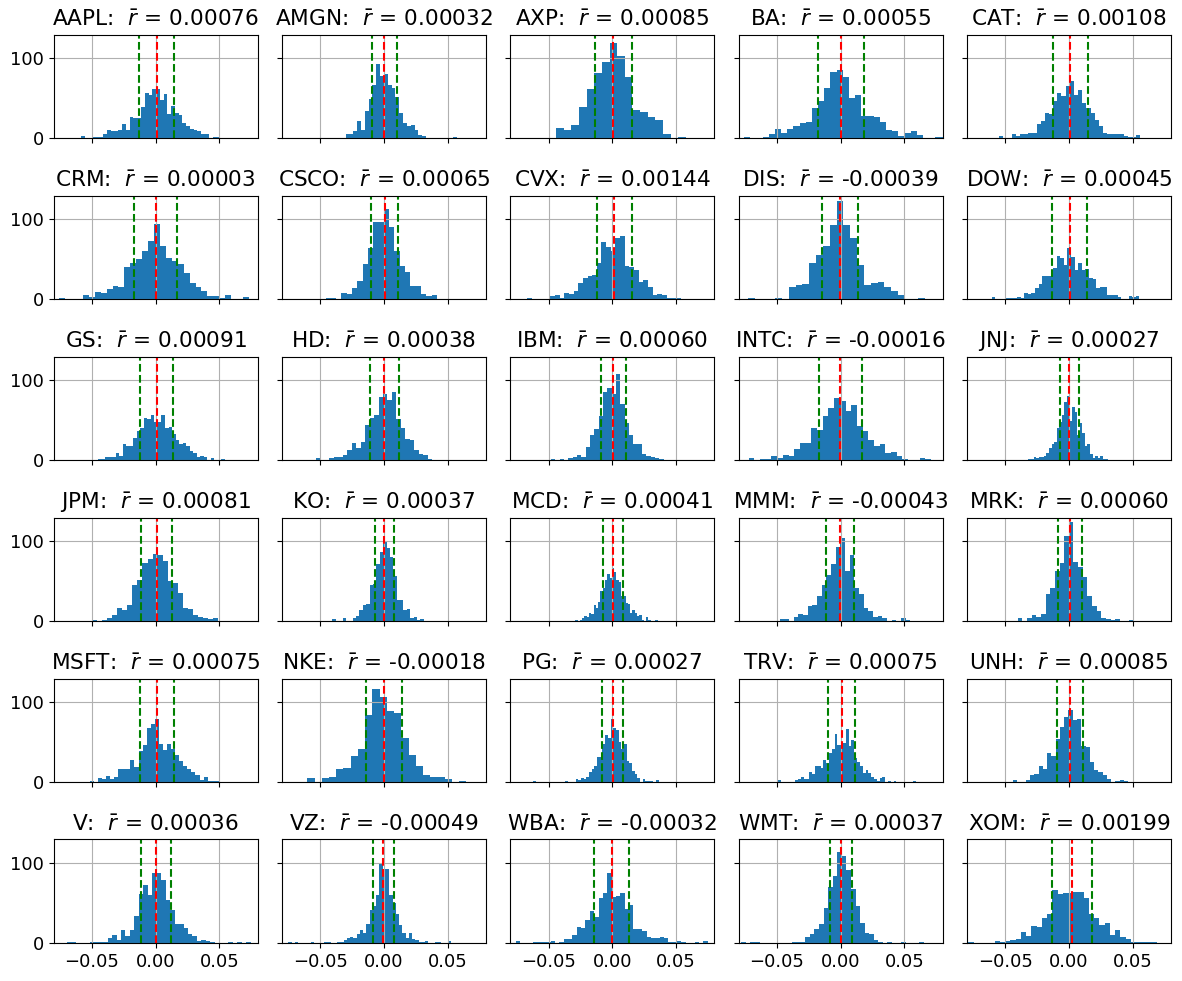 AAPL: r̄ = 0.00076 AMGN: r̄ = 0.00032 AXP: r̄ = 0.00085 BA: r̄ = 0.00055 CAT: r̄ = 0.00108
100
0
CRM: r̄ = 0.00003 CSCO: r̄ = 0.00065 CVX: r̄ = 0.00144 DIS: r̄ = -0.00039 DOW: r̄ = 0.00045
100
0
GS: r̄ = 0.00091 HD: r̄ = 0.00038 IBM: r̄ = 0.00060 INTC: r̄ = -0.00016 JNJ: r̄ = 0.00027
100
0
JPM: r̄ = 0.00081 KO: r̄ = 0.00037 MCD: r̄ = 0.00041 MMM: r̄ = -0.00043 MRK: r̄ = 0.00060
100
0
MSFT: r̄ = 0.00075 NKE: r̄ = -0.00018 PG: r̄ = 0.00027 TRV: r̄ = 0.00075 UNH: r̄ = 0.00085
100
0
V: r̄ = 0.00036 VZ: r̄ = -0.00049 WBA: r̄ = -0.00032 WMT: r̄ = 0.00037 XOM: r̄ = 0.00199
100
0
−0.05 0.00 0.05 −0.05 0.00 0.05 −0.05 0.00 0.05 −0.05 0.00 0.05 −0.05 0.00 0.05